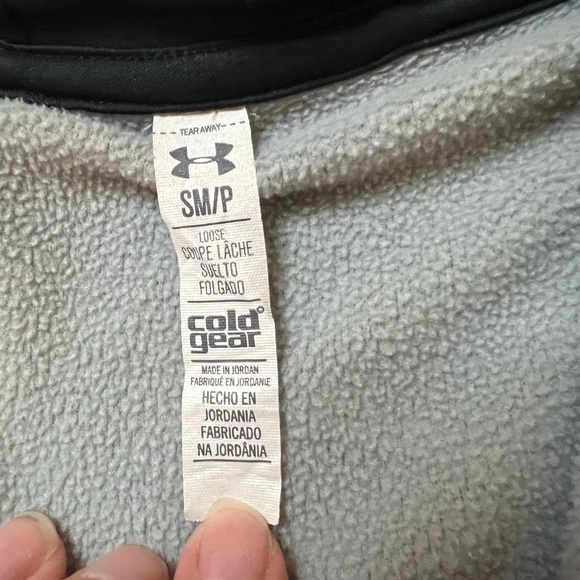 TEAR AWAY
SM/P
LOOSE
COUPE LÂCHE
SUELTO
FOLGADO
cold
gear
MADE IN JORDAN
FABRIQUÉ EN JORDANIE
HECHO EN
JORDANIA
FABRICADO
NA JORDÂNIA